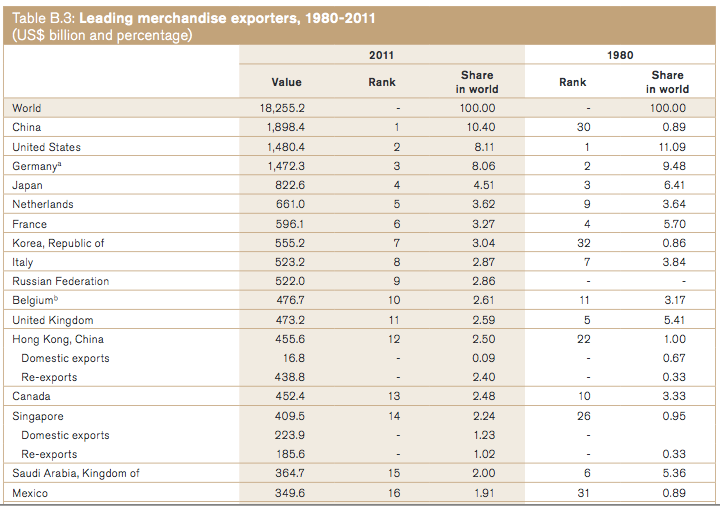 Table B.3: Leading merchandise exporters, 1980-2011
(US$ billion and percentage)
2011 1980
Value Rank Share in world Rank Share in world
World 18,255.2 - 100.00 - 100.00
China 1,898.4 1 10.40 30 0.89
United States 1,480.4 2 8.11 1 11.09
Germanyᵃ 1,472.3 3 8.06 2 9.48
Japan 822.6 4 4.51 3 6.41
Netherlands 661.0 5 3.62 9 3.64
France 596.1 6 3.27 4 5.70
Korea, Republic of 555.2 7 3.04 32 0.86
Italy 523.2 8 2.87 7 3.84
Russian Federation 522.0 9 2.86 - -
Belgiumᵇ 476.7 10 2.61 11 3.17
United Kingdom 473.2 11 2.59 5 5.41
Hong Kong, China 455.6 12 2.50 22 1.00
Domestic exports 16.8 - 0.09 - 0.67
Re-exports 438.8 - 2.40 - 0.33
Canada 452.4 13 2.48 10 3.33
Singapore 409.5 14 2.24 26 0.95
Domestic exports 223.9 - 1.23 -
Re-exports 185.6 - 1.02 - 0.33
Saudi Arabia, Kingdom of 364.7 15 2.00 6 5.36
Mexico 349.6 16 1.91 31 0.89